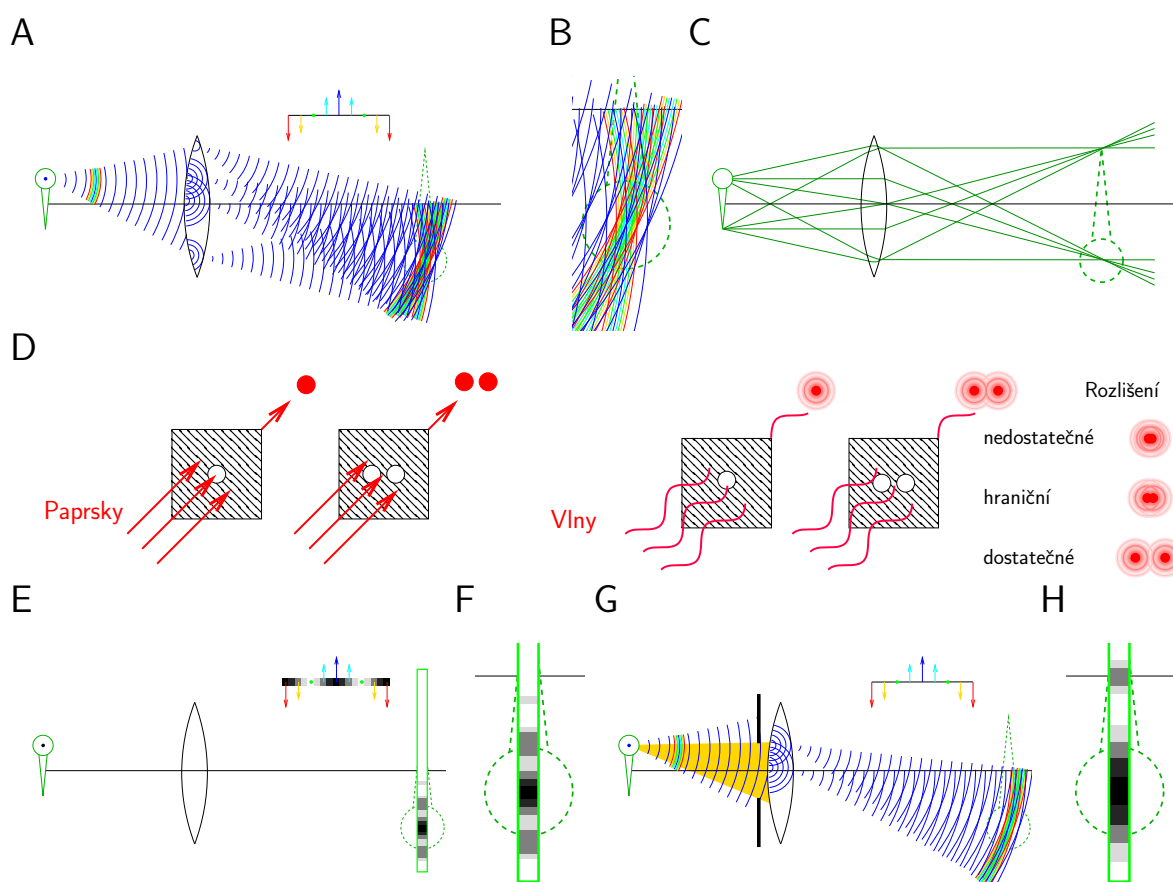 A
B
C
D
Paprsky
Vlny
Rozlišení
nedostatečné
hraniční
dostatečné
E
F
G
H